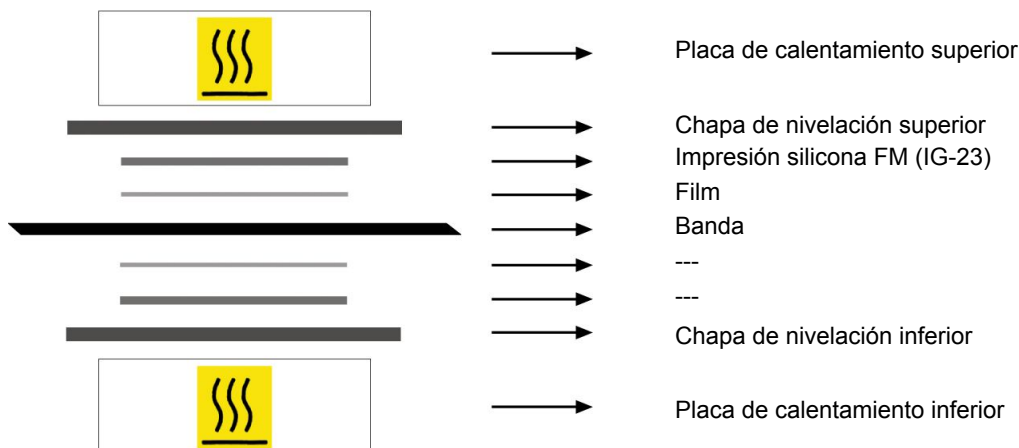 Placa de calentamiento superior
Chapa de nivelación superior
Impresión silicona FM (IG-23)
Film
Banda
---
---
Chapa de nivelación inferior
Placa de calentamiento inferior